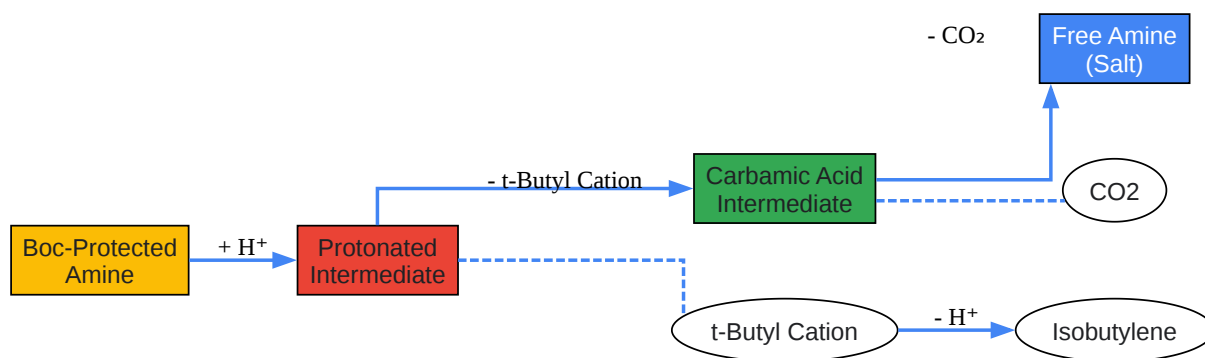 - CO₂
Free Amine
(Salt)
- t-Butyl Cation
Carbamic Acid
Intermediate
CO2
Boc-Protected
Amine
+ H⁺
Protonated
Intermediate
t-Butyl Cation
- H⁺
Isobutylene